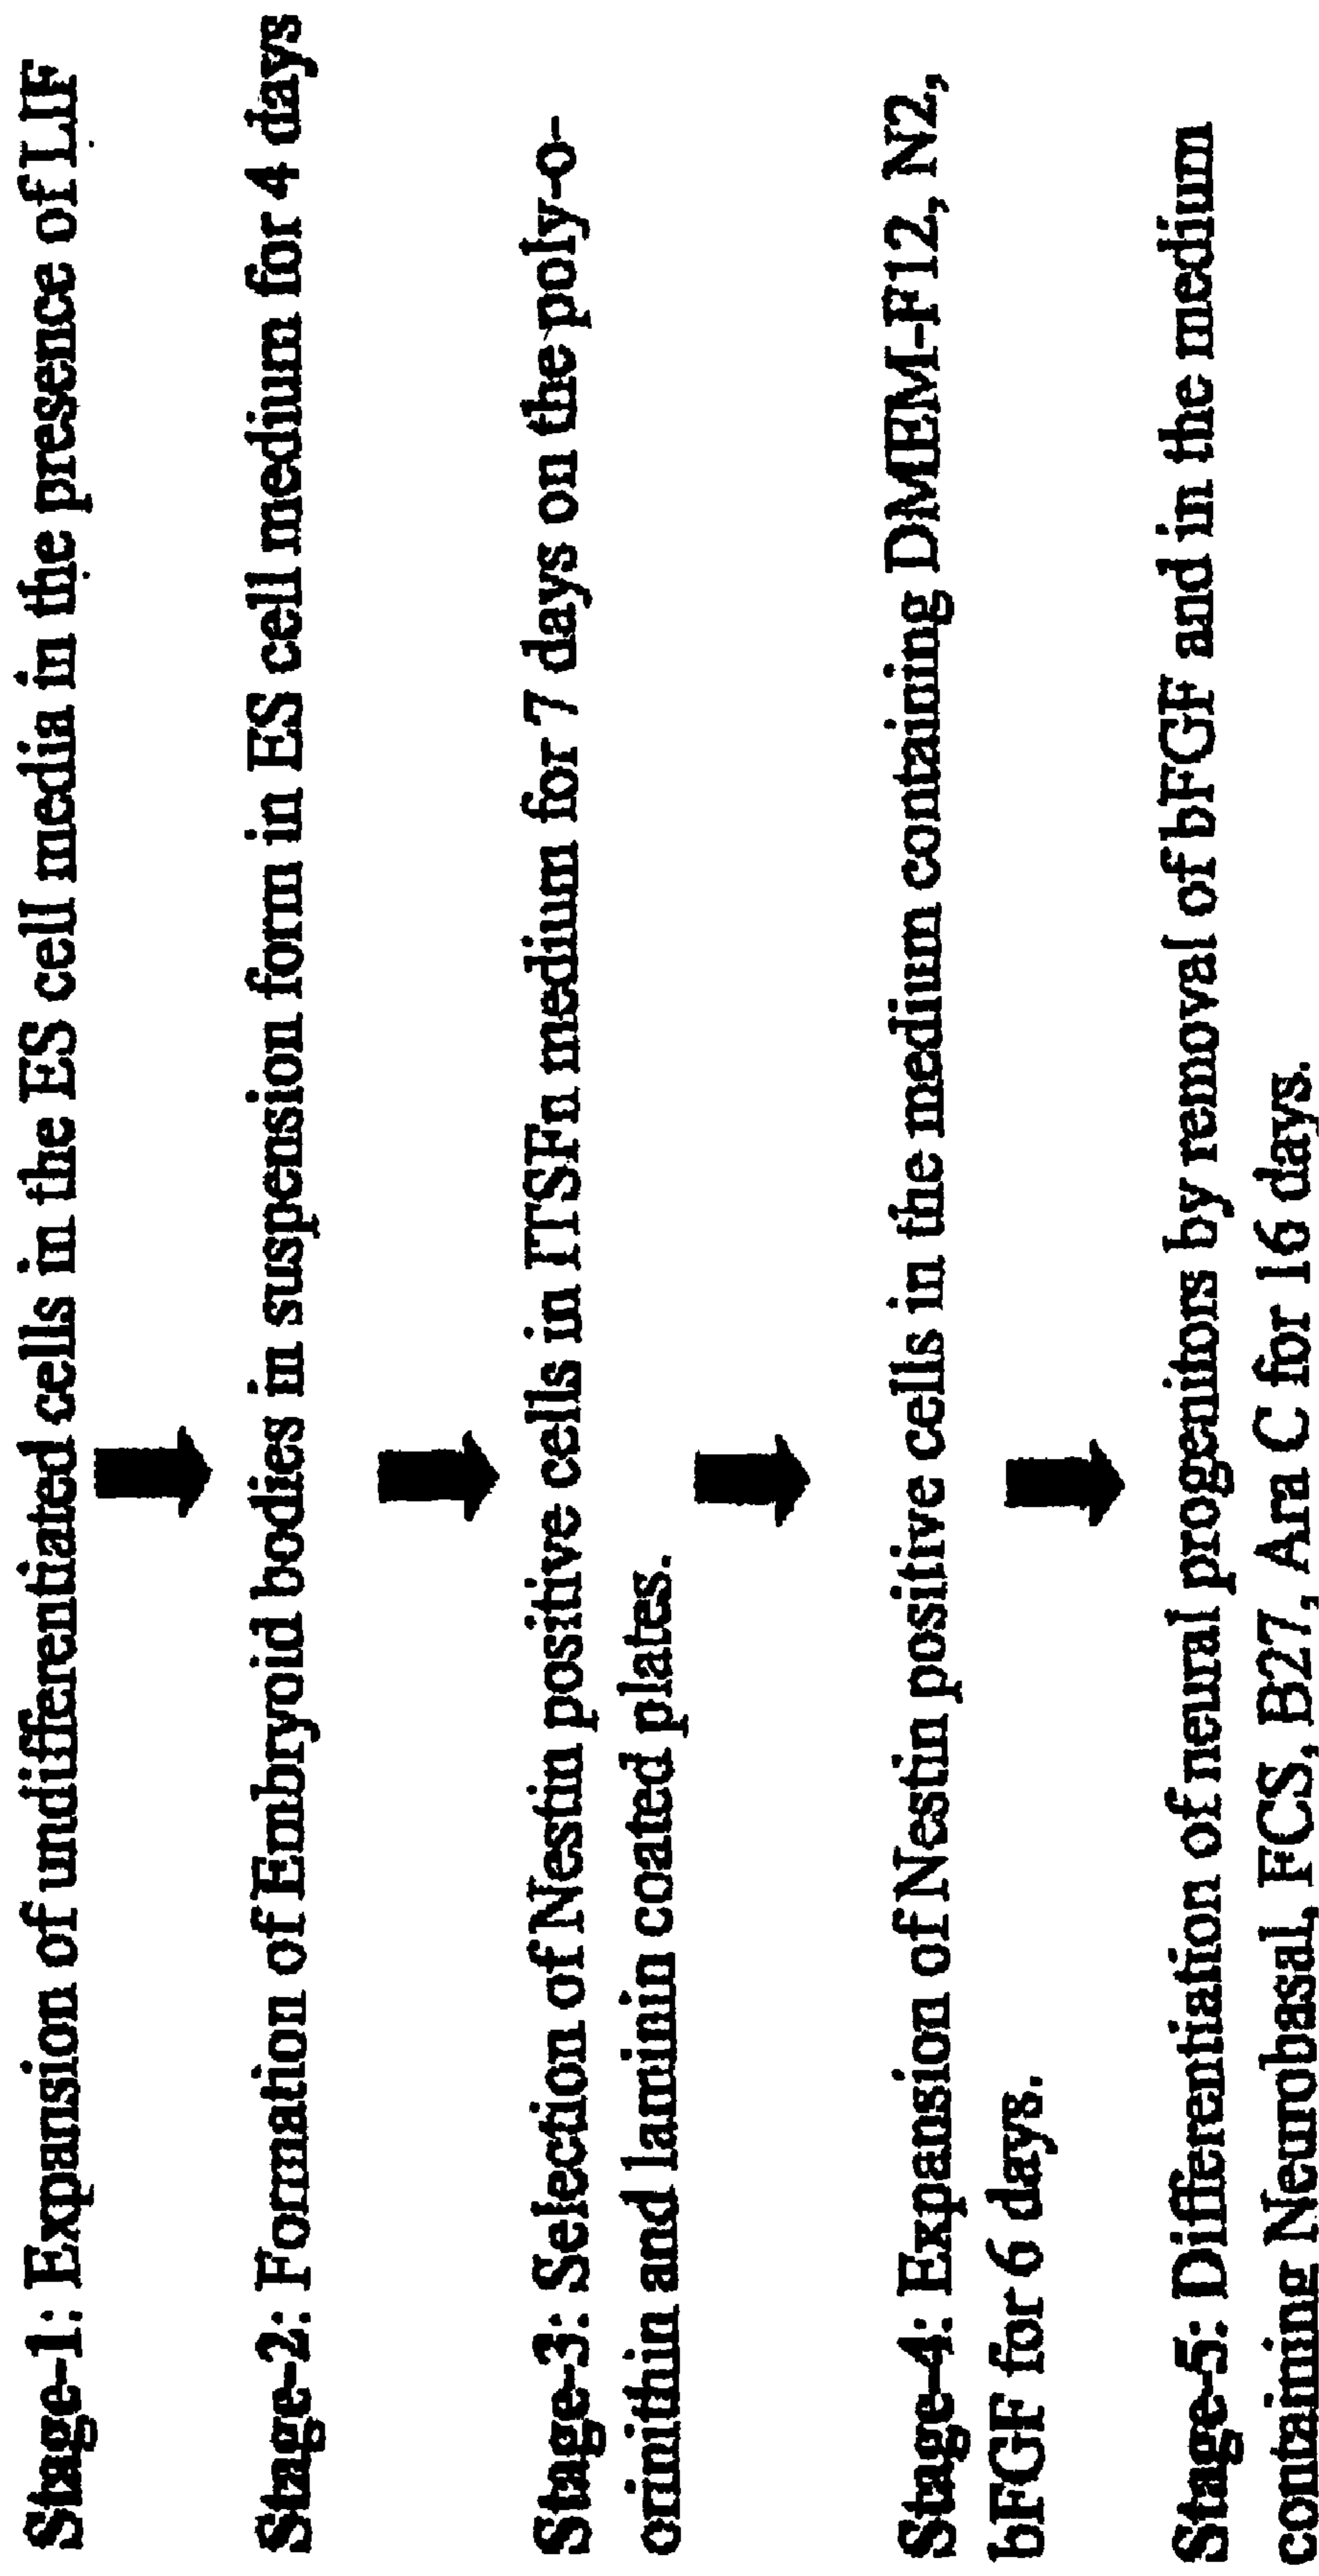 Stage-1: Expansion of undifferentiated cells in the ES cell media in the presence of LIF
Stage-2: Formation of Embryoid bodies in suspension form in ES cell medium for 4 days
Stage-3: Selection of Nestin positive cells in ITSFn medium for 7 days on the poly-o-
orinithin and laminin coated plates.
Stage-4: Expansion of Nestin positive cells in the medium containing DMEM-F12, N2,
bFGF for 6 days.
Stage-5: Differentiation of neural progenitors by removal of bFGF and in the medium
containing Neurobasal, FCS, B27, Ara C for 16 days.